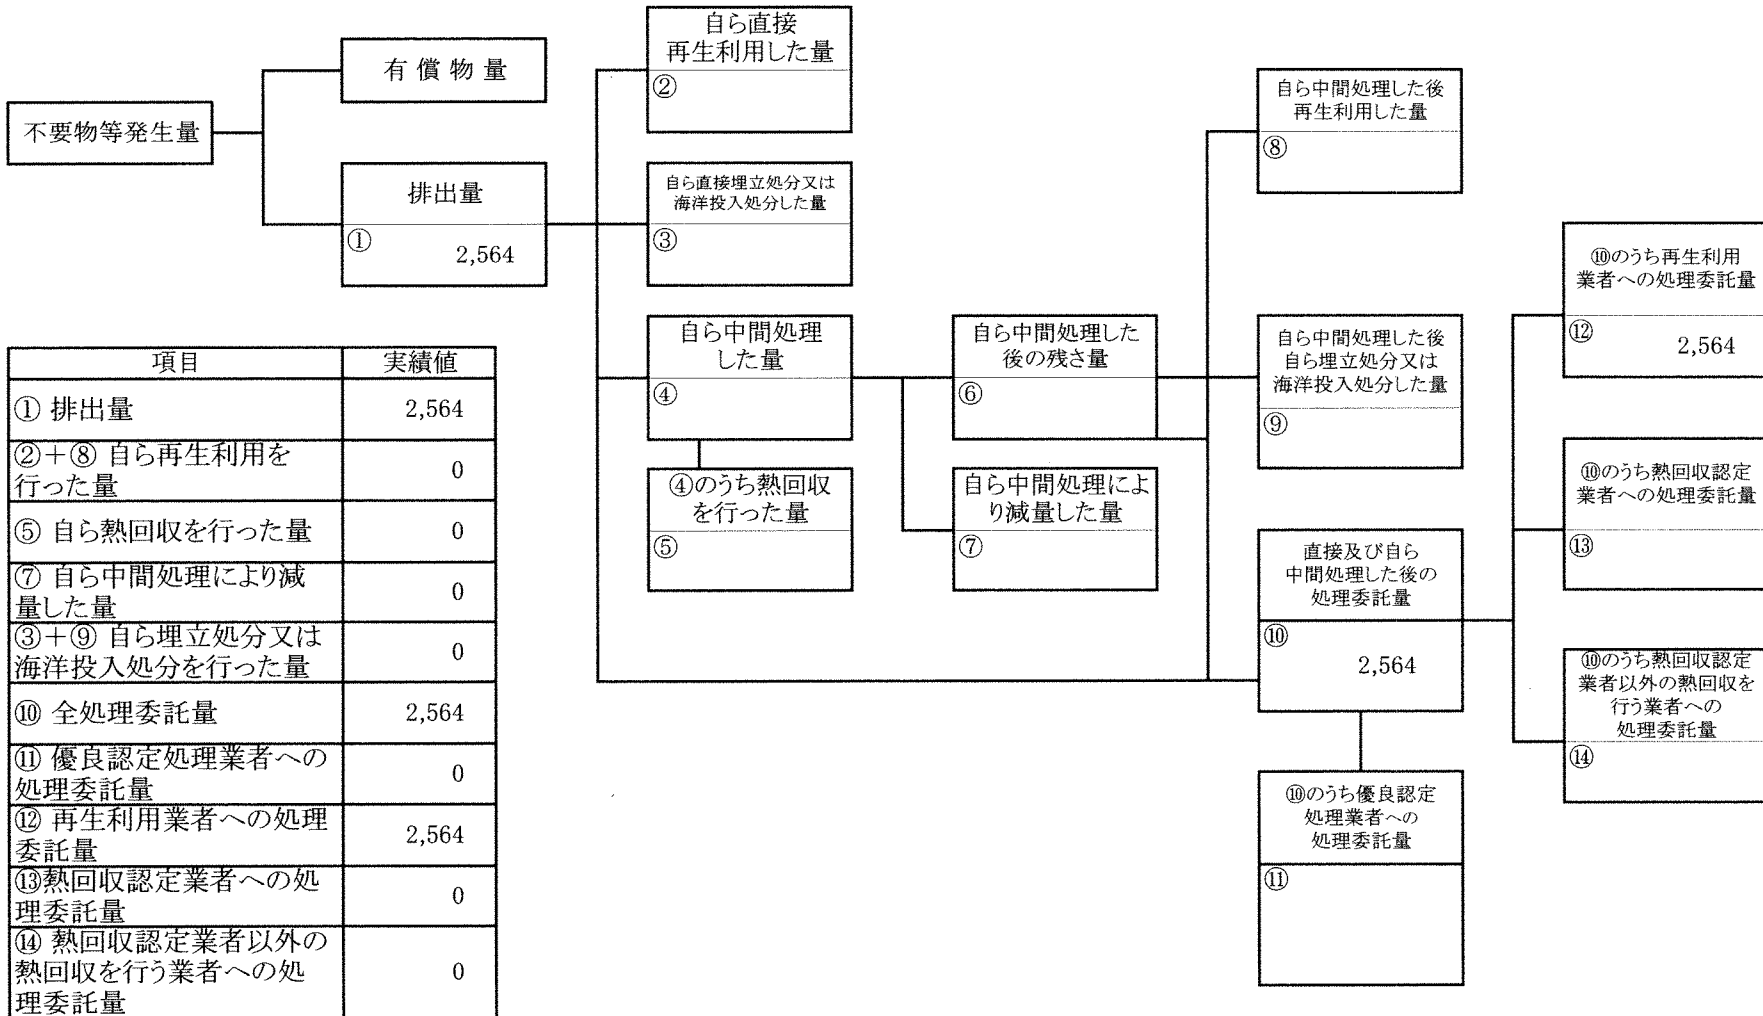 不要物等発生量
有償物量
排出量
①
2,564
自ら直接
再生利用した量
②
自ら直接埋立処分又は
海洋投入処分した量
③
自ら中間処理
した量
④
④のうち熱回収
を行った量
⑤
自ら中間処理した
後の残さ量
⑥
自ら中間処理によ
り減量した量
⑦
自ら中間処理した後
再生利用した量
⑧
自ら中間処理した後
自ら埋立処分又は
海洋投入処分した量
⑨
直接及び自ら
中間処理した後の
処理委託量
⑩
2,564
⑩のうち優良認定
処理業者への
処理委託量
⑪
⑩のうち再生利用
業者への処理委託量
⑫
2,564
⑩のうち熱回収認定
業者への処理委託量
⑬
⑩のうち熱回収認定
業者以外の熱回収を
行う業者への
処理委託量
⑭
項目 実績値
① 排出量 2,564
②+⑧ 自ら再生利用を
行った量 0
⑤ 自ら熱回収を行った量 0
⑦ 自ら中間処理により減
量した量 0
③+⑨ 自ら埋立処分又は
海洋投入処分を行った量 0
⑩ 全処理委託量 2,564
⑪ 優良認定処理業者への
処理委託量 0
⑫ 再生利用業者への処理
委託量 2,564
⑬熱回収認定業者への処
理委託量 0
⑭ 熱回収認定業者以外の
熱回収を行う業者への処
理委託量 0